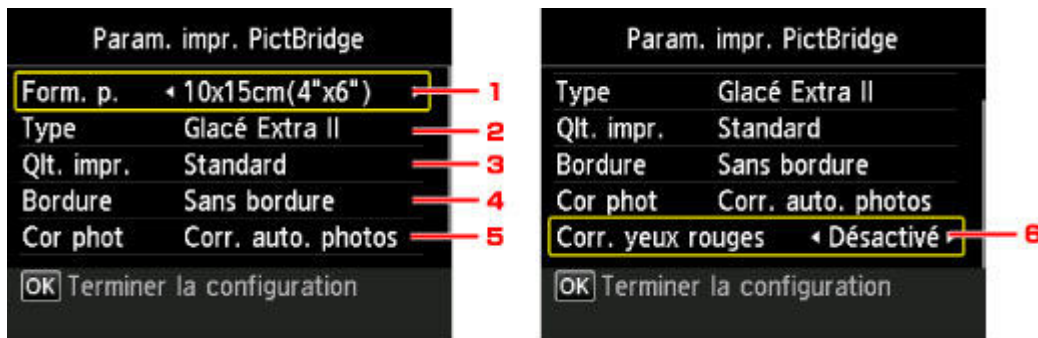 Param. impr. PictBridge
Form. p. 10x15cm(4"x6") 1
Type Glacé Extra II 2
Qlt. impr. Standard 3
Bordure Sans bordure 4
Cor phot Corr. auto. photos 5
OK Terminer la configuration
Param. impr. PictBridge
Type Glacé Extra II
Qlt. impr. Standard
Bordure Sans bordure
Cor phot Corr. auto. photos
Corr. yeux rouges Désactivé 6
OK Terminer la configuration